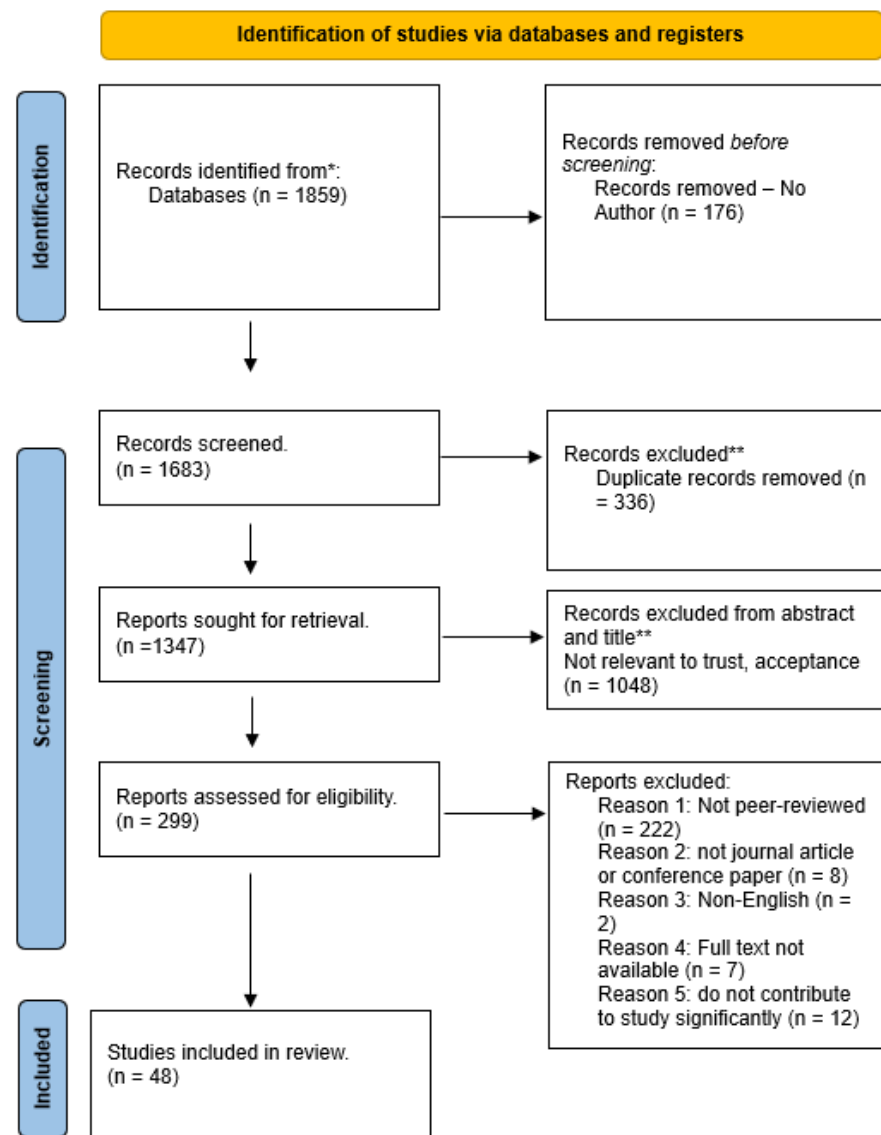 Identification of studies via databases and registers
Identification
Records identified from*:
Databases (n = 1859)
Records removed before
screening:
Records removed – No
Author (n = 176)
Screening
Records screened.
(n = 1683)
Records excluded**
Duplicate records removed (n
= 336)
Reports sought for retrieval.
(n =1347)
Records excluded from abstract
and title**
Not relevant to trust, acceptance
(n = 1048)
Reports assessed for eligibility.
(n = 299)
Reports excluded:
Reason 1: Not peer-reviewed
(n = 222)
Reason 2: not journal article
or conference paper (n = 8)
Reason 3: Non-English (n =
2)
Reason 4: Full text not
available (n = 7)
Reason 5: do not contribute
to study significantly (n = 12)
Included
Studies included in review.
(n = 48)